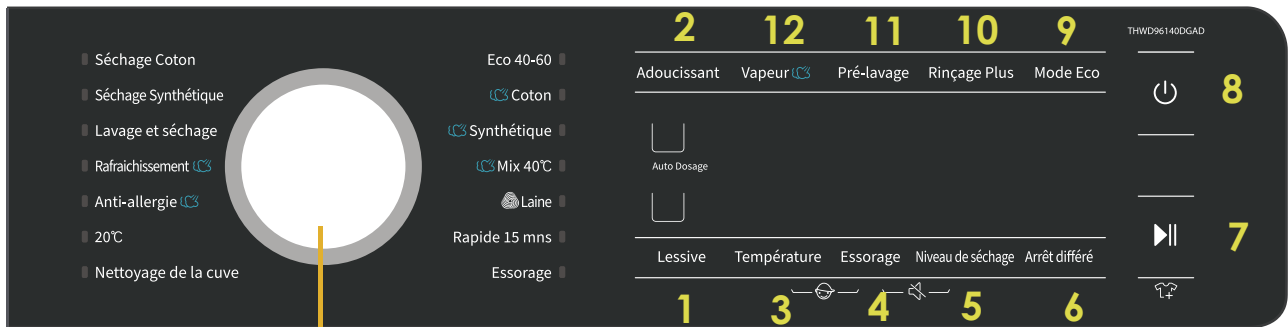 2 12 11 10 9
THWD96140DGAD
Séchage Coton
Séchage Synthétique
Lavage et séchage
Rafraichissement
Anti-allergie
20℃
Nettoyage de la cuve
Eco 40-60
Coton
Synthétique
Mix 40℃
Laine
Rapide 15 mns
Essorage
Adoucissant Vapeur Pré-lavage Rinçage Plus Mode Eco
8
Auto Dosage
7
Lessive Température Essorage Niveau de séchage Arrêt différé
1 3 4 5 6